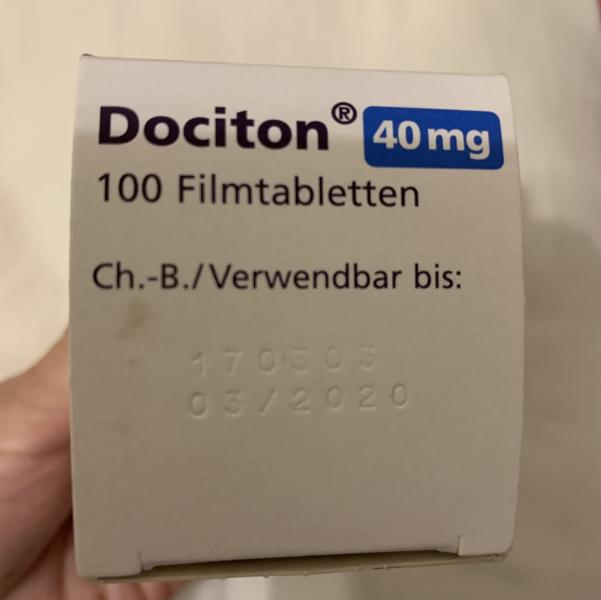 Dociton® 40 mg
100 Filmtabletten
Ch.-B./Verwendbar bis:
170303
03/2020